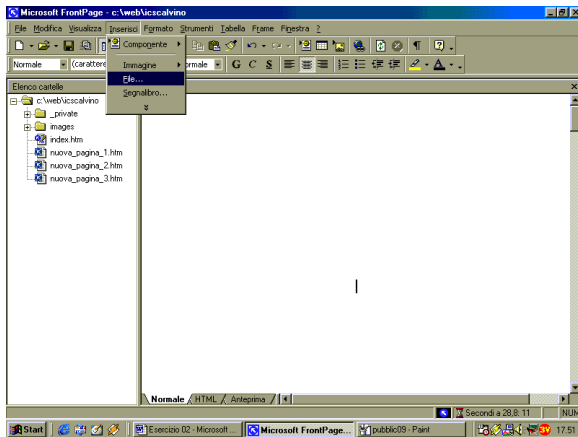 Microsoft FrontPage - c:\web\icscalvino
File Modifica Visualizza Inserisci Formato Strumenti Tabella Frame Finestra ?
Componente
Normale (carattere
Immagine
rmale G C S
File...
Segnalibro...
Elenco cartelle
c:\web\icscalvino
_private
images
index.htm
nuova_pagina_1.htm
nuova_pagina_2.htm
nuova_pagina_3.htm
Normale HTML Anteprima
Secondi a 28,8: 11 NUM
Start Esercizio 02 - Microsoft ... Microsoft FrontPage... pubblic09 - Paint 17.51